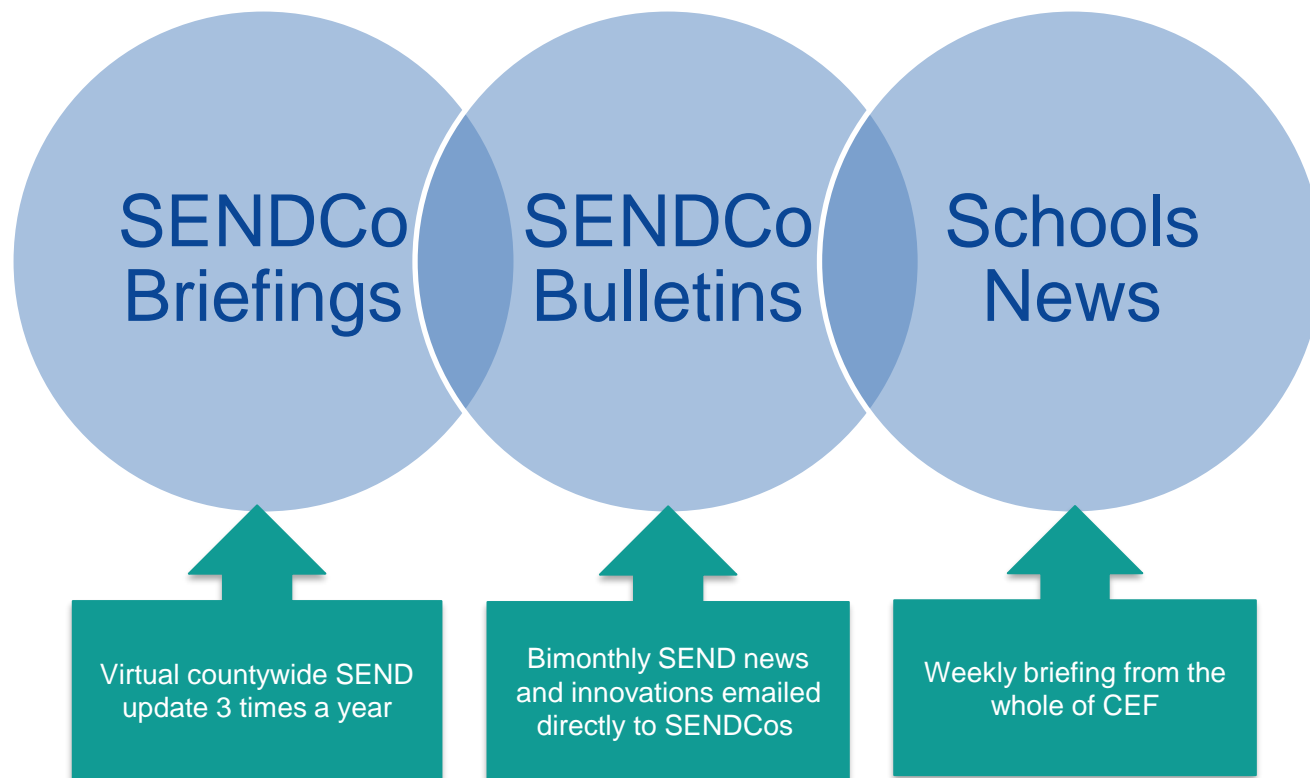 SENDCo
Briefings
SENDCo
Bulletins
Schools
News
Virtual countywide SEND
update 3 times a year
Bimonthly SEND news
and innovations emailed
directly to SENDCos
Weekly briefing from the
whole of CEF